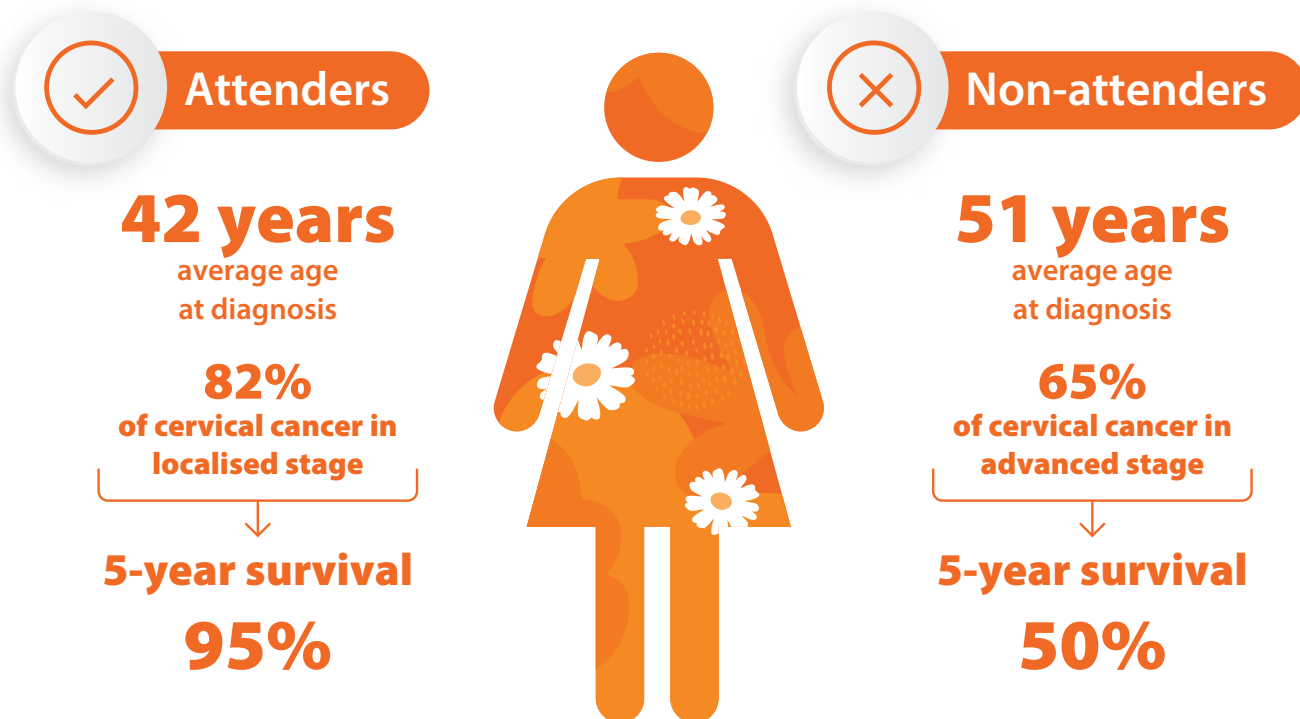 Attenders
42 years
average age
at diagnosis
82%
of cervical cancer in
localised stage
5-year survival
95%
Non-attenders
51 years
average age
at diagnosis
65%
of cervical cancer in
advanced stage
5-year survival
50%